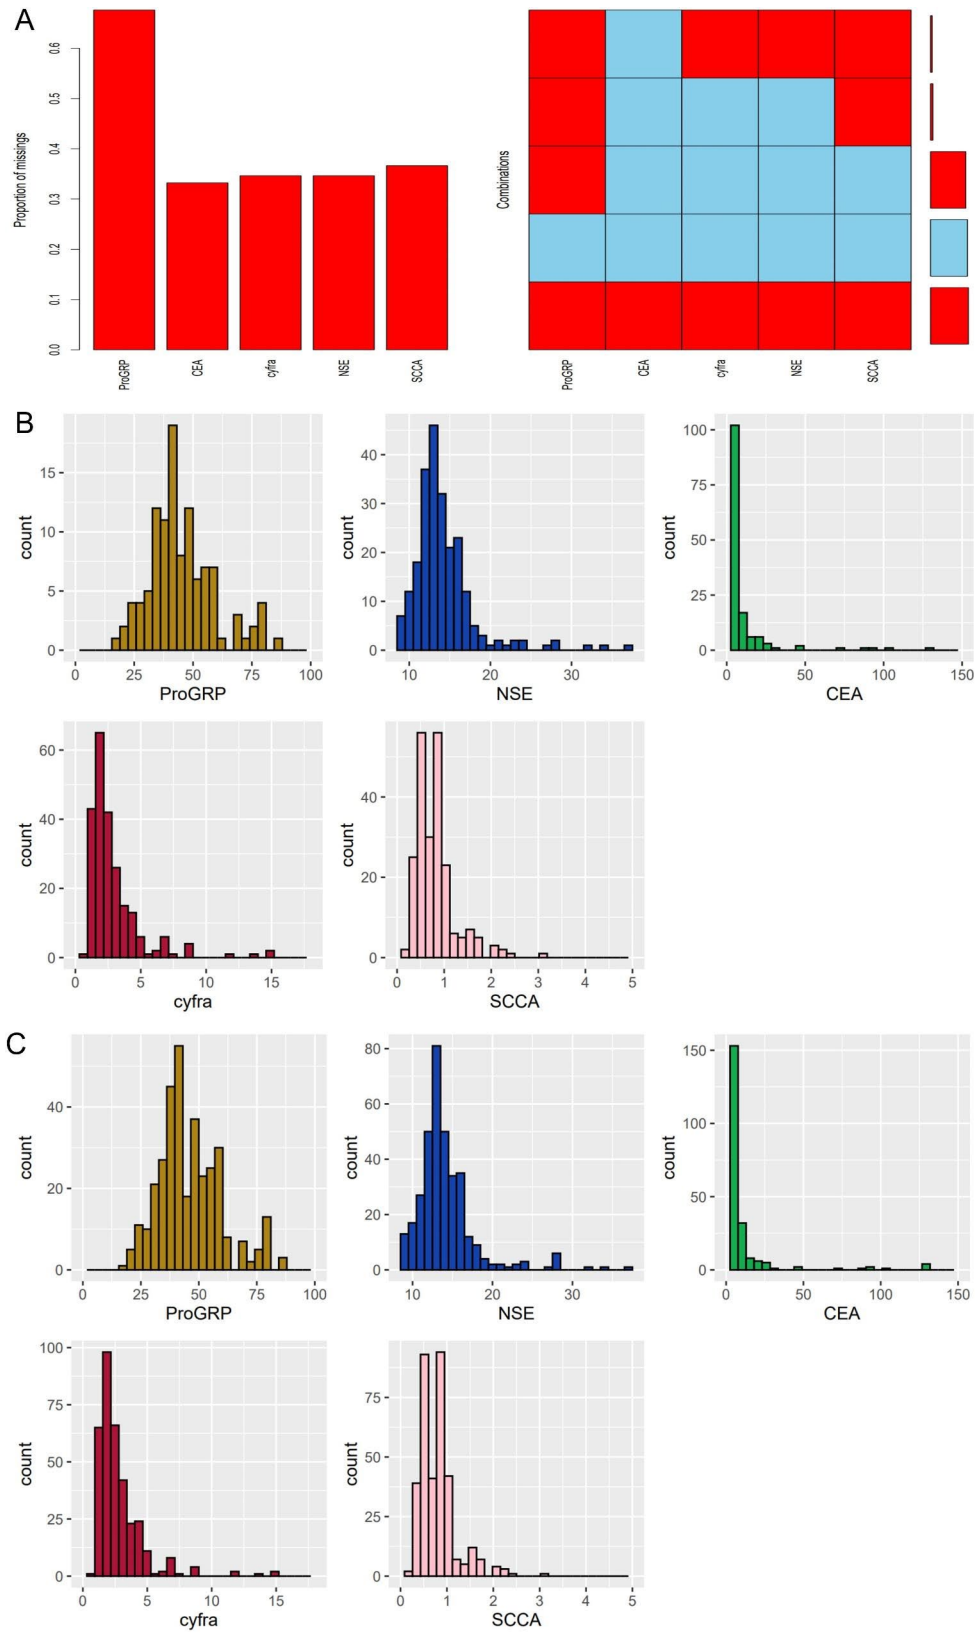 A
Proportion of missings
0.0 0.1 0.2 0.3 0.4 0.5 0.6
ProGRP CEA cyfra NSE SCCA
Combinations
ProGRP CEA cyfra NSE SCCA
B
count
0 5 10 15
0 25 50 75 100
ProGRP
count
0 10 20 30 40
10 20 30
NSE
count
0 25 50 75 100
0 50 100 150
CEA
count
0 20 40 60
0 5 10 15
cyfra
count
0 20 40
0 1 2 3 4 5
SCCA
C
count
0 20 40
0 25 50 75 100
ProGRP
count
0 20 40 60 80
10 20 30
NSE
count
0 50 100 150
0 50 100 150
CEA
count
0 25 50 75 100
0 5 10 15
cyfra
count
0 25 50 75
0 1 2 3 4 5
SCCA